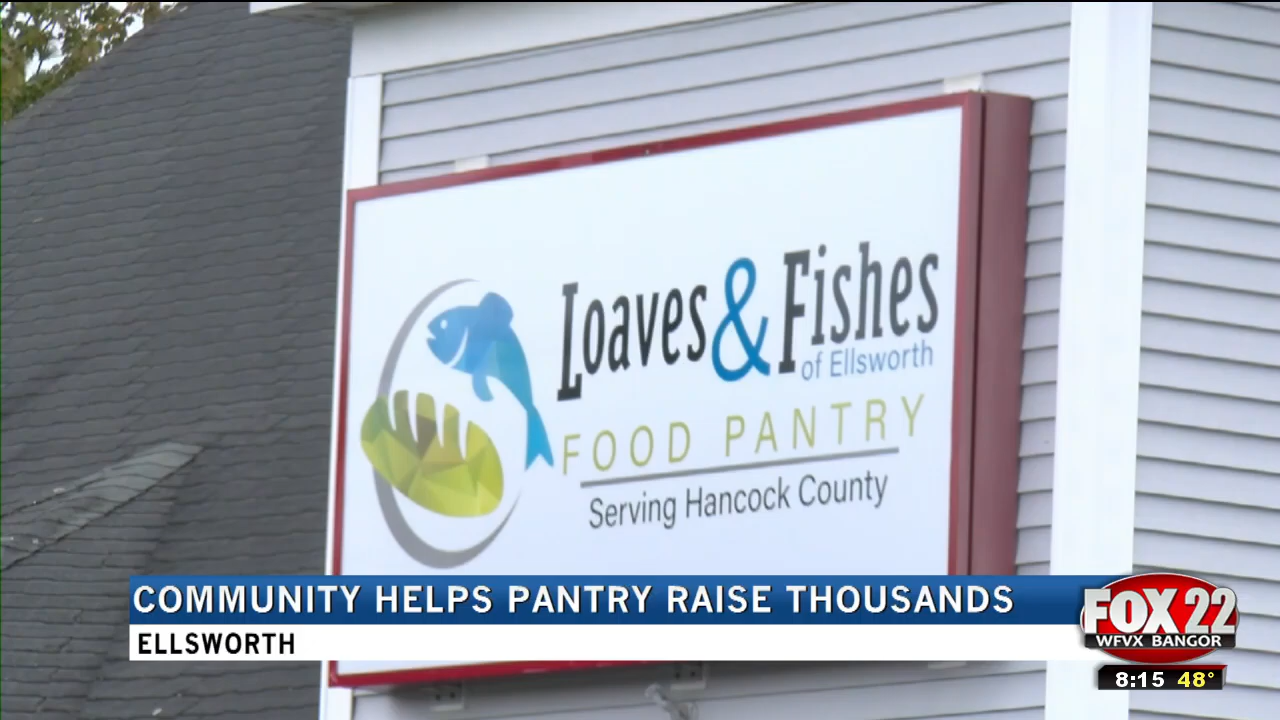 Loaves & Fishes
of Ellsworth
FOOD PANTRY
Serving Hancock County
COMMUNITY HELPS PANTRY RAISE THOUSANDS
ELLSWORTH
FOX 22
WFVX BANGOR
8:15 48°